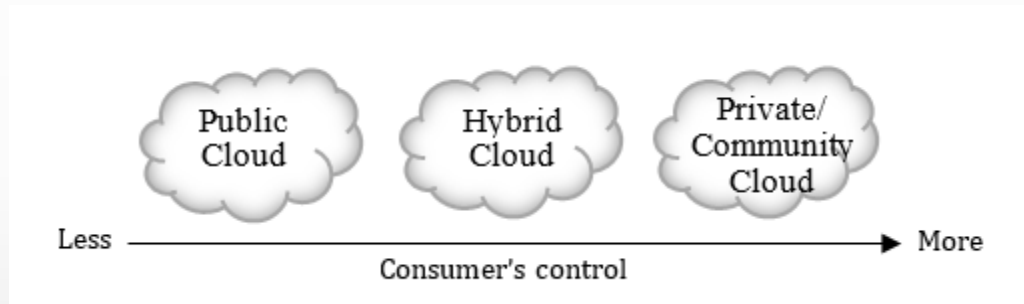 Public
Cloud
Hybrid
Cloud
Private/
Community
Cloud
Less
More
Consumer's control